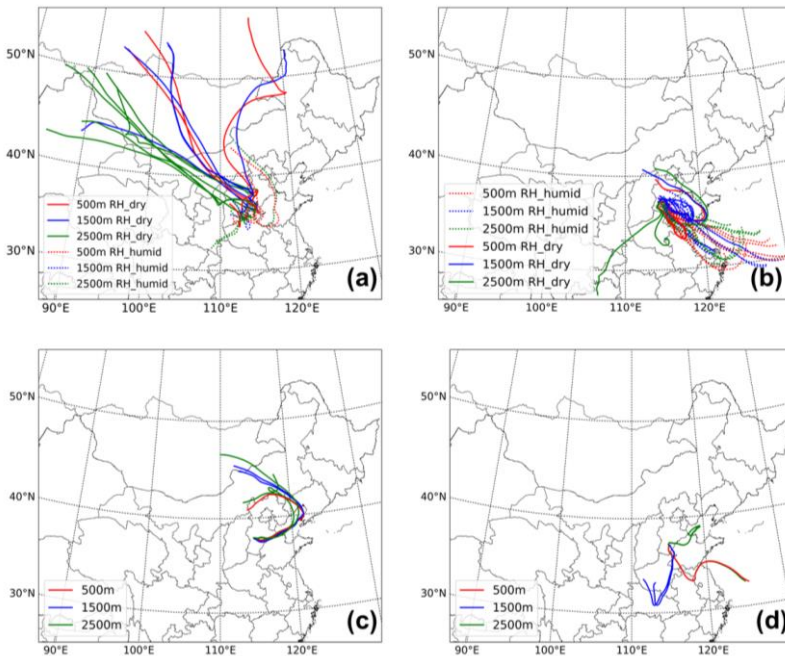 50°N
40°N
30°N
500m RH_dry
1500m RH_dry
2500m RH_dry
500m RH_humid
1500m RH_humid
2500m RH_humid
(a)
90°E
100°E
110°E
120°E
50°N
40°N
30°N
500m RH_humid
1500m RH_humid
2500m RH_humid
500m RH_dry
1500m RH_dry
2500m RH_dry
(b)
90°E
100°E
110°E
120°E
50°N
40°N
30°N
500m
1500m
2500m
(c)
90°E
100°E
110°E
120°E
50°N
40°N
30°N
500m
1500m
2500m
(d)
90°E
100°E
110°E
120°E